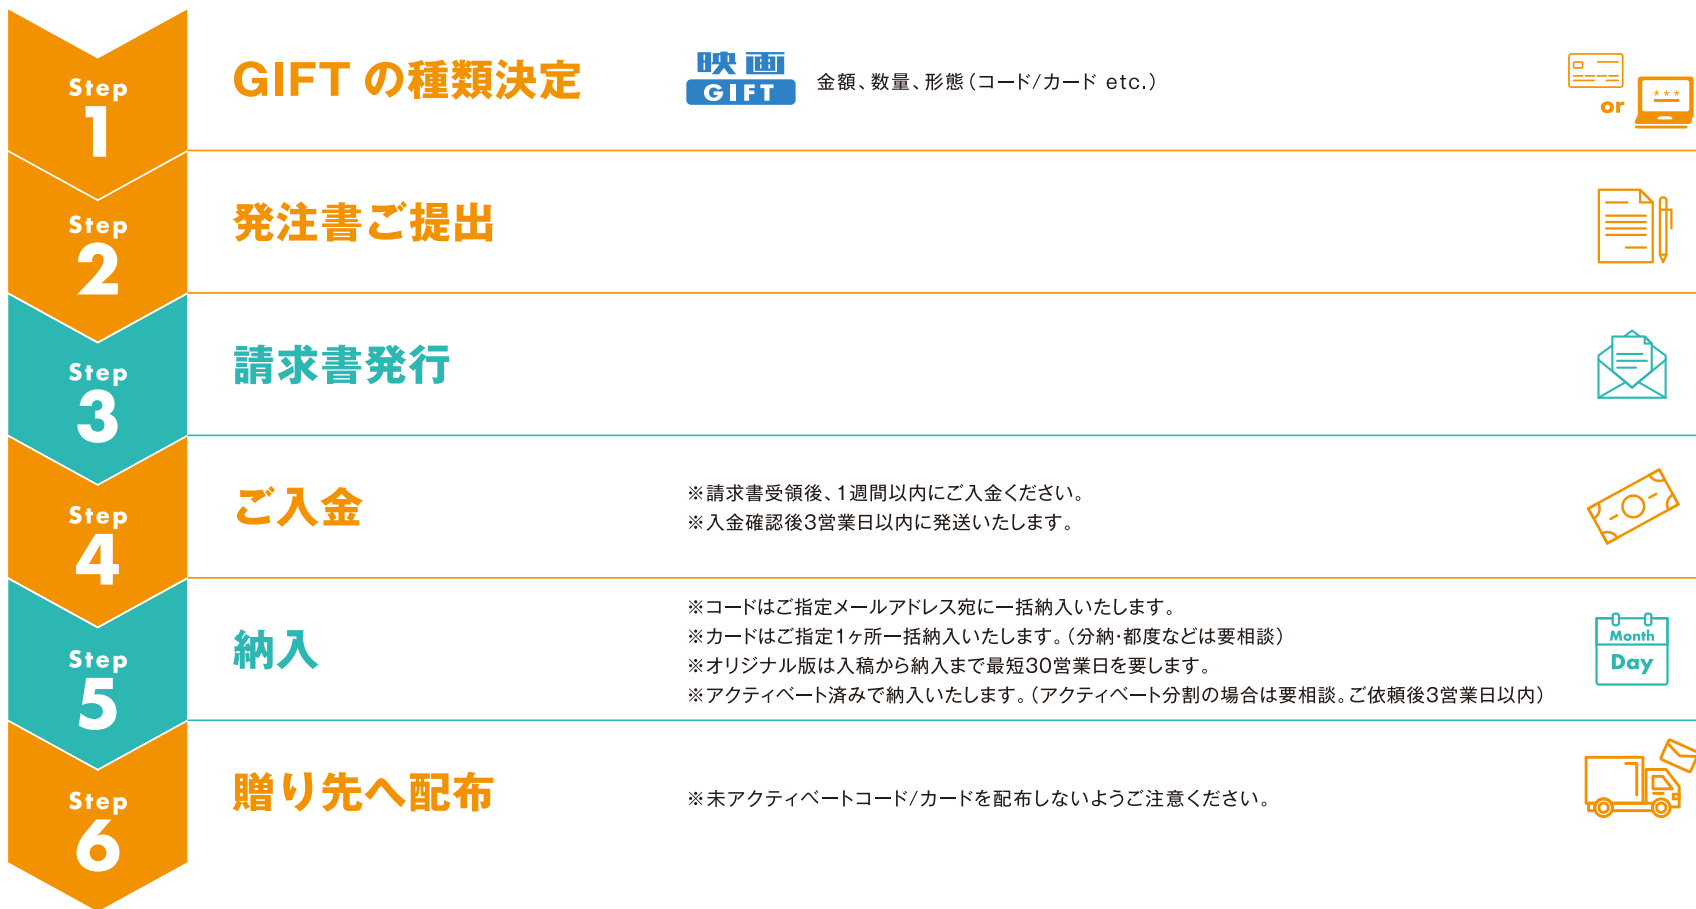 Step
1
GIFT の種類決定
映画
GIFT
金額、数量、形態（コード/カード etc.）
or
***
Step
2
発注書ご提出
Step
3
請求書発行
Step
4
ご入金
※請求書受領後、1週間以内にご入金ください。
※入金確認後3営業日以内に発送いたします。
Step
5
納入
※コードはご指定メールアドレス宛に一括納入いたします。
※カードはご指定1ヶ所一括納入いたします。（分納・都度などは要相談）
※オリジナル版は入稿から納入まで最短30営業日を要します。
※アクティベート済みで納入いたします。（アクティベート分割の場合は要相談。ご依頼後3営業日以内）
Month
Day
Step
6
贈り先へ配布
※未アクティベートコード/カードを配布しないようご注意ください。